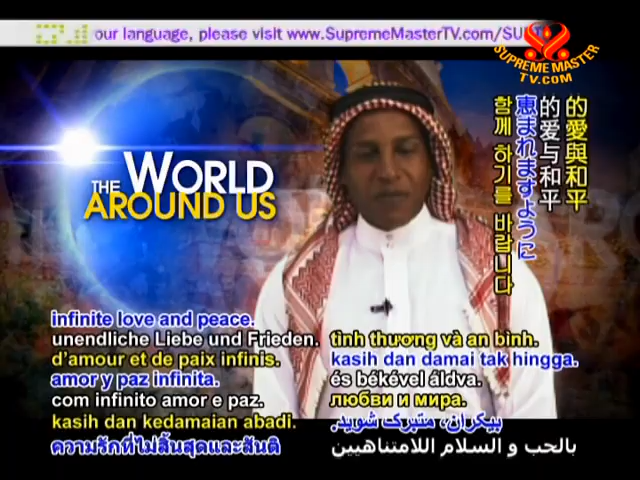 our language, please visit www.SupremeMasterTV.com/SU
SUPREME MASTER
TV.COM
THE WORLD
AROUND US
的愛與和平
的爱与和平
恵まれますように
함께 하기를 바랍니다
infinite love and peace.
unendliche Liebe und Frieden.
d'amour et de paix infinis.
amor y paz infinita.
com infinito amor e paz.
kasih dan kedamaian abadi.
ความรักที่ไม่สิ้นสุดและสันติ
tình thương và an bình.
kasih dan damai tak hingga.
és békével áldva.
любви и мира.
بیکران، متبرک شوید.
بالحب و السلام اللامتناهيين